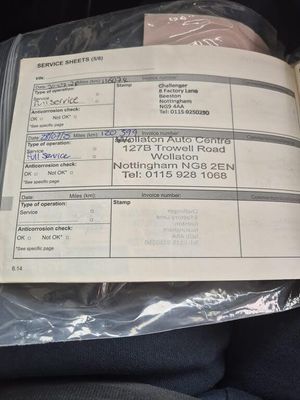 SERVICE SHEETS (5/6)
VIN:
Date: Miles (km): Invoice number:
Type of operation: Stamp Challenger
Service 8 Factory Lane
Full service Beeston
Nottingham
Anticorrosion check: NG9 4AA
OK □ Not OK* □ Tel: 0115 9250290
*See specific page
Date: Miles (km): 120 599 Invoice number:
Type of operation: Wollaton Auto Centre
Service 127B Trowell Road
Full Service Wollaton
Anticorrosion check: Nottingham NG8 2EN
OK □ Not OK* □ Tel: 0115 928 1068
*See specific page
Date: Miles (km): Invoice number:
Type of operation: Stamp
Service
Anticorrosion check:
OK □ Not OK* □
*See specific page
6.14